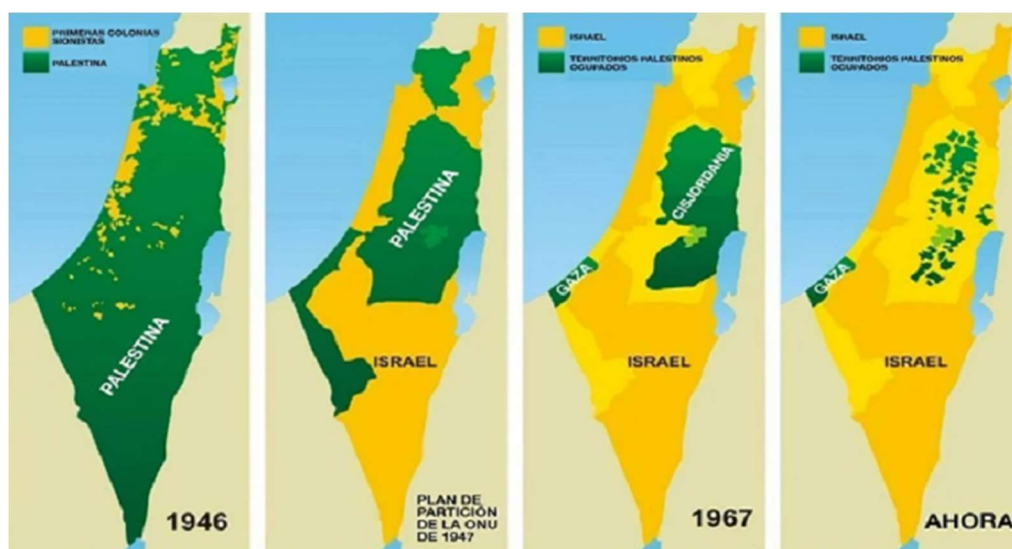 PRIMERAS COLONIAS
SIONISTAS
PALESTINA
PALESTINA
1946
PALESTINA
ISRAEL
PLAN DE
PARTICIÓN
DE LA ONU
DE 1947
ISRAEL
TERRITORIOS PALESTINOS
OCUPADOS
CISJORDANIA
GAZA
ISRAEL
1967
ISRAEL
TERRITORIOS PALESTINOS
OCUPADOS
GAZA
ISRAEL
AHORA